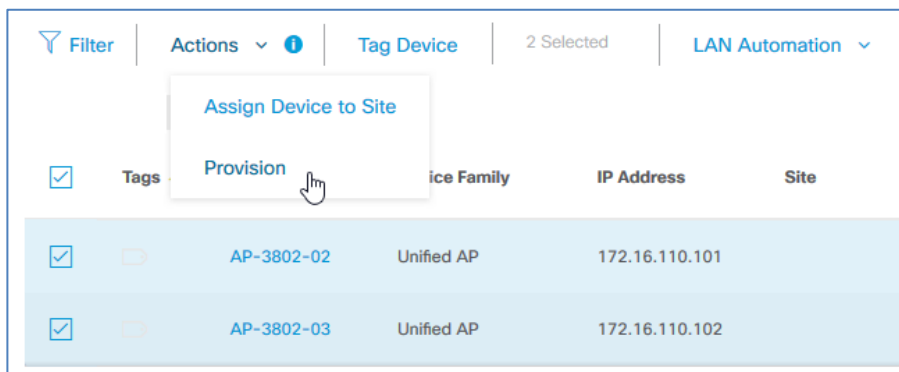 Filter Actions i Tag Device 2 Selected LAN Automation
Assign Device to Site
Provision
Tags ice Family IP Address Site
AP-3802-02 Unified AP 172.16.110.101
AP-3802-03 Unified AP 172.16.110.102